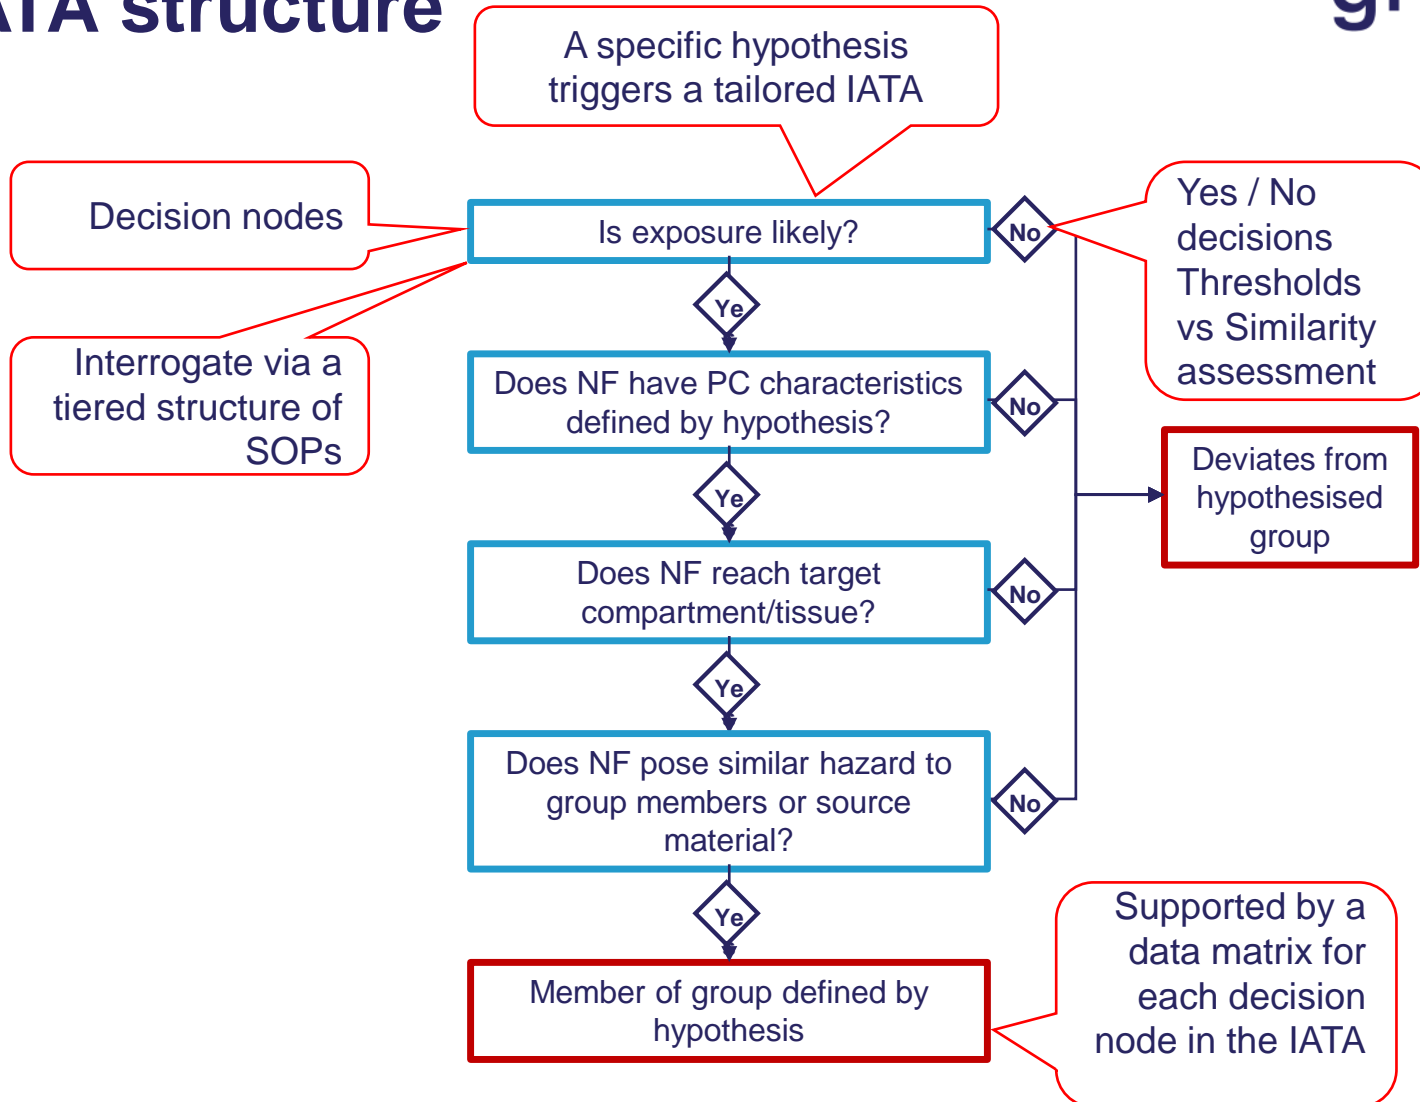 ATA structure
A specific hypothesis
triggers a tailored IATA
Decision nodes
Is exposure likely?
No
Yes / No
decisions
Thresholds
vs Similarity
assessment
Ye
Interrogate via a
tiered structure of
SOPs
Does NF have PC characteristics
defined by hypothesis?
No
Deviates from
hypothesised
group
Ye
Does NF reach target
compartment/tissue?
No
Ye
Does NF pose similar hazard to
group members or source
material?
No
Ye
Member of group defined by
hypothesis
Supported by a
data matrix for
each decision
node in the IATA